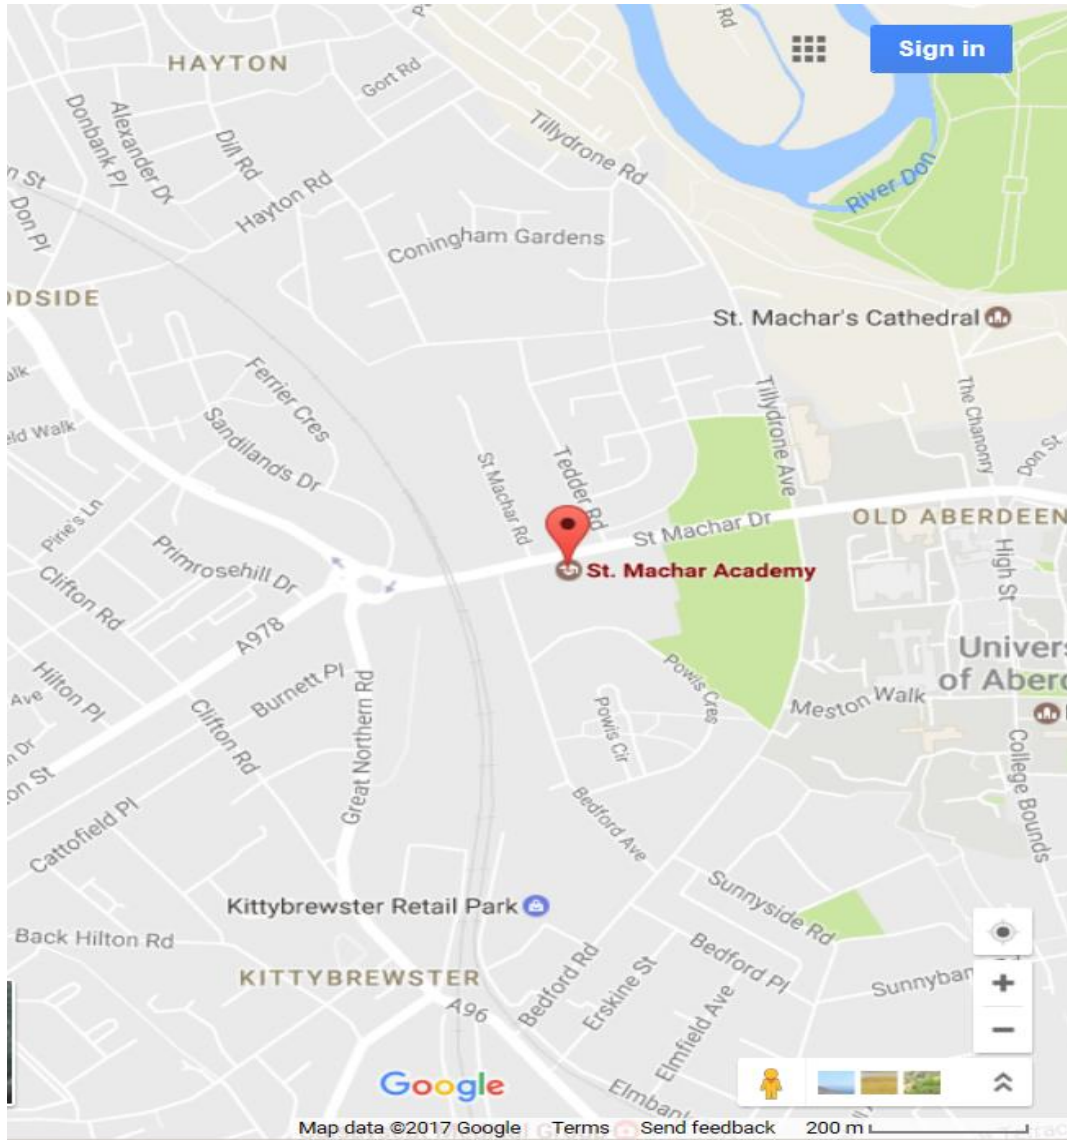 Sign in
HAYTON
Gort Rd
Rd
Donbank Pl
Alexander Dr
Dill Rd
Hayton Rd
Tillydrone Rd
River Don
Don Pl
Coningham Gardens
St. Machar's Cathedral
Ferrier Cres
Sandilands Dr
Tillydrone Ave
The Chanonry
Don St
St Machar Rd
Tedder Rd
St Machar Dr
OLD ABERDEEN
High St
St. Machar Academy
Pirie's Ln
Primrosehill Dr
Clifton Rd
A978
Hilton Pl
Burnett Pl
Clifton Rd
Great Northern Rd
Powis Cres
Powis Cir
Meston Walk
College Bounds
Cattofield Pl
Bedford Ave
Kittybrewster Retail Park
Sunnyside Rd
Back Hilton Rd
KITTYBREWSTER
A96
Bedford Rd
Erskine St
Bedford Pl
Elmfield Ave
Google
Map data ©2017 Google Terms Send feedback 200 m